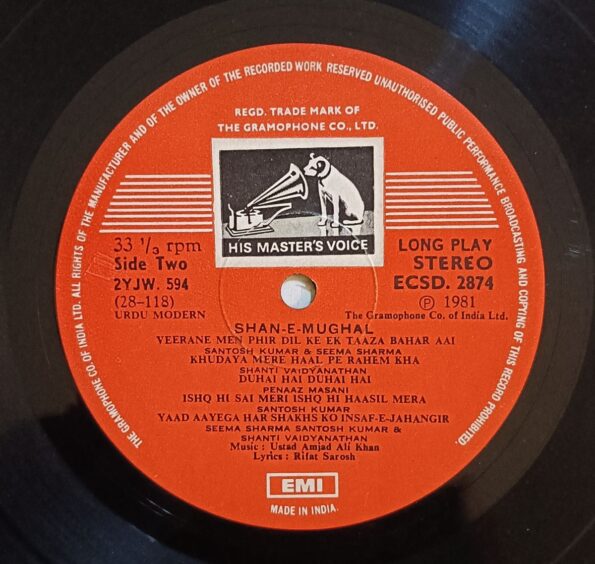 THE GRAMOPHONE CO. OF INDIA LTD. ALL RIGHTS OF THE MANUFACTURER AND OF THE OWNER OF THE RECORDED WORK RESERVED UNAUTHORISED PUBLIC PERFORMANCE BROADCASTING AND COPYING OF THIS RECORD PROHIBITED.
REGD. TRADE MARK OF
THE GRAMOPHONE CO., LTD.
HIS MASTER'S VOICE
33 1/3 rpm
Side Two
2YJW. 594
(28-118)
URDU MODERN
LONG PLAY
STEREO
ECSD. 2874
Ⓟ 1981
The Gramophone Co. of India Ltd.
SHAN-E-MUGHAL
VEERANE MEN PHIR DIL KE EK TAAZA BAHAR AAI
SANTOSH KUMAR & SEEMA SHARMA
KHUDAYA MERE HAAL PE RAHEM KHA
SHANTI VAIDYANATHAN
DUHAI HAI DUHAI HAI
PENAAZ MASANI
ISHQ HI SAI MERI ISHQ HI HAASIL MERA
SANTOSH KUMAR
YAAD AAYEGA HAR SHAKHS KO INSAF-E-JAHANGIR
SEEMA SHARMA SANTOSH KUMAR &
SHANTI VAIDYANATHAN
Music : Ustad Amjad Ali Khan
Lyrics : Rifat Sarosh
EMI
MADE IN INDIA.